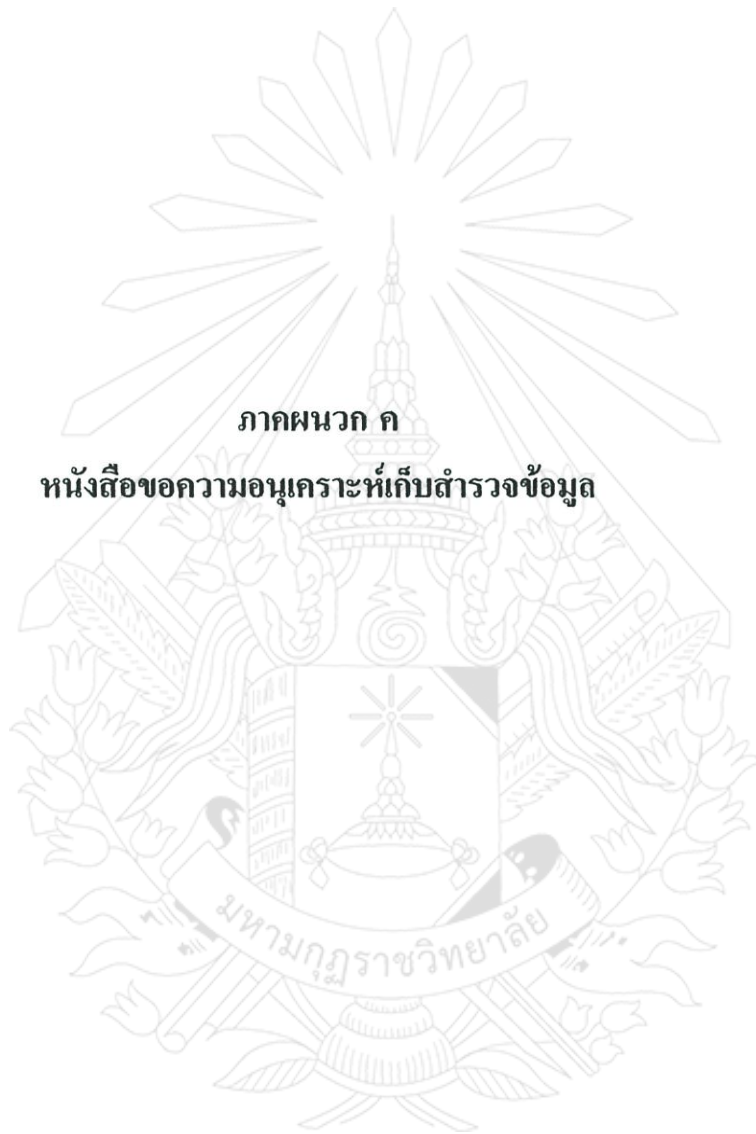 ภาคผนวก ค
หนังสือขอความอนุเคราะห์เก็บสำรวจข้อมูล
มหามกุฏราชวิทยาลัย